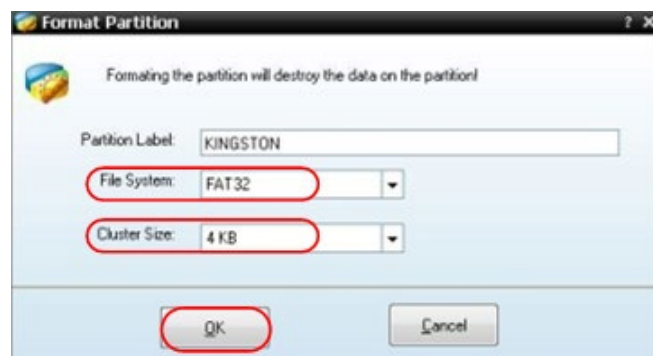 Format Partition ? X
Formating the partition will destroy the data on the partition!
Partition Label: KINGSTON
File System: FAT32
Cluster Size: 4 KB
OK Cancel